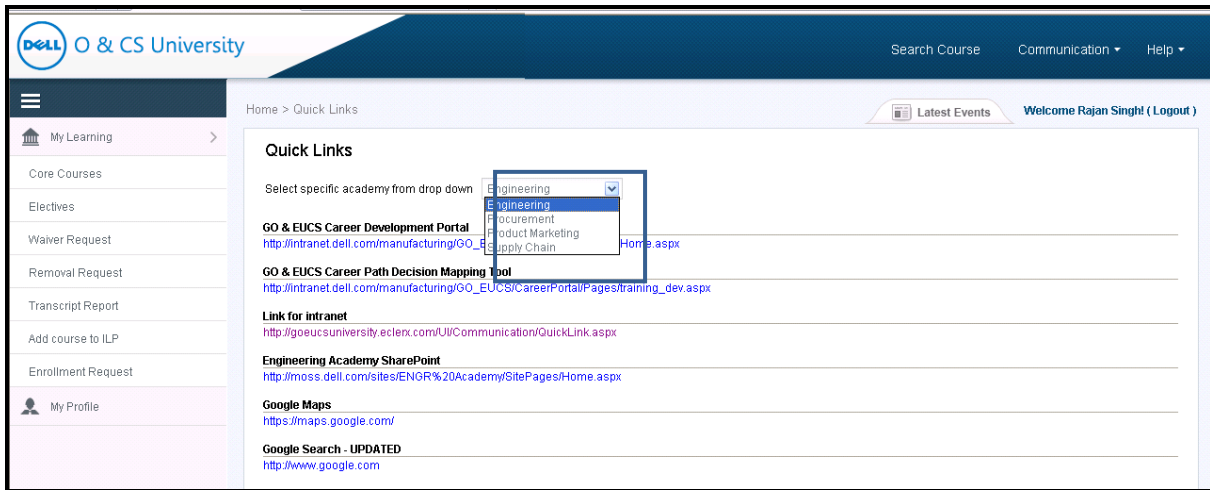 DELL O & CS University
Search Course Communication Help
Home > Quick Links
Latest Events Welcome Rajan Singh! ( Logout )
My Learning
Core Courses
Electives
Waiver Request
Removal Request
Transcript Report
Add course to ILP
Enrollment Request
My Profile
Quick Links
Select specific academy from drop down Engineering
Engineering
Procurement
Product Marketing
Supply Chain
GO & EUCS Career Development Portal
http://intranet.dell.com/manufacturing/GO_E Home.aspx
GO & EUCS Career Path Decision Mapping Tool
http://intranet.dell.com/manufacturing/GO_EUCS/CareerPortal/Pages/training_dev.aspx
Link for intranet
http://goeucsuniversity.eclerx.com/UI/Communication/QuickLink.aspx
Engineering Academy SharePoint
http://moss.dell.com/sites/ENGR%20Academy/SitePages/Home.aspx
Google Maps
https://maps.google.com/
Google Search - UPDATED
http://www.google.com